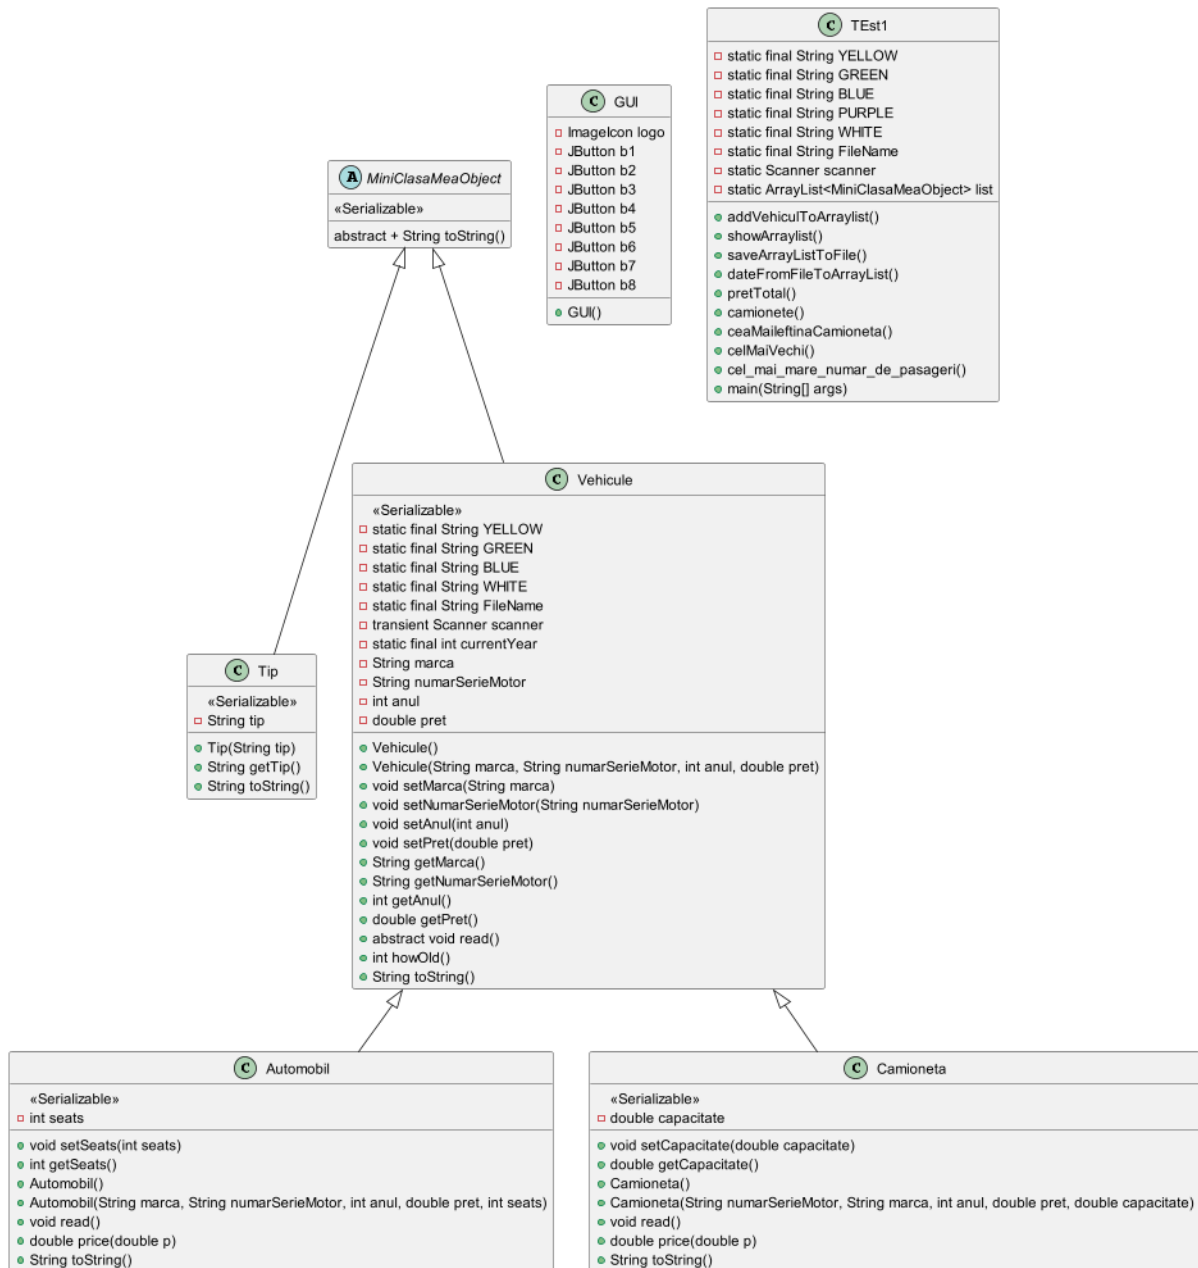 C TEst1
static final String YELLOW
static final String GREEN
static final String BLUE
static final String PURPLE
static final String WHITE
static final String FileName
static Scanner scanner
static ArrayList<MiniClasaMeaObject> list
addVehiculToArraylist()
showArraylist()
saveArrayListToFile()
dateFromFileToArrayList()
pretTotal()
camionete()
ceaMaileftinaCamioneta()
celMaiVechi()
cel_mai_mare_numar_de_pasageri()
main(String[] args)
C GUI
ImageIcon logo
JButton b1
JButton b2
JButton b3
JButton b4
JButton b5
JButton b6
JButton b7
JButton b8
GUI()
A MiniClasaMeaObject
«Serializable»
abstract + String toString()
C Vehicule
«Serializable»
static final String YELLOW
static final String GREEN
static final String BLUE
static final String WHITE
static final String FileName
transient Scanner scanner
static final int currentYear
String marca
String numarSerieMotor
int anul
double pret
Vehicule()
Vehicule(String marca, String numarSerieMotor, int anul, double pret)
void setMarca(String marca)
void setNumarSerieMotor(String numarSerieMotor)
void setAnul(int anul)
void setPret(double pret)
String getMarca()
String getNumarSerieMotor()
int getAnul()
double getPret()
abstract void read()
int howOld()
String toString()
C Tip
«Serializable»
String tip
Tip(String tip)
String getTip()
String toString()
C Automobil
«Serializable»
int seats
void setSeats(int seats)
int getSeats()
Automobil()
Automobil(String marca, String numarSerieMotor, int anul, double pret, int seats)
void read()
double price(double p)
String toString()
C Camioneta
«Serializable»
double capacitate
void setCapacitate(double capacitate)
double getCapacitate()
Camioneta()
Camioneta(String numarSerieMotor, String marca, int anul, double pret, double capacitate)
void read()
double price(double p)
String toString()